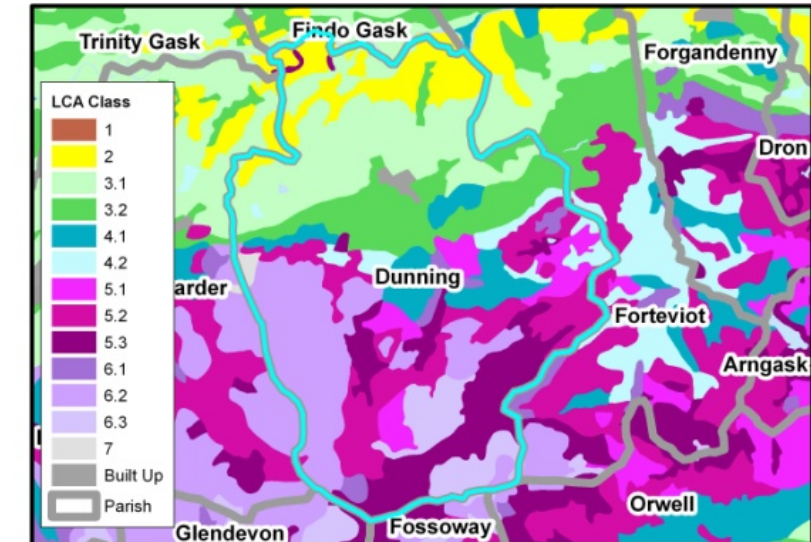 Trinity Gask
Findo Gask
Forgandenny
LCA Class
1
2
3.1
3.2
4.1
4.2
5.1
5.2
5.3
6.1
6.2
6.3
7
Built Up
Parish
Dron
arder
Dunning
Forteviot
Arngask
Orwell
Glendevon
Fossoway